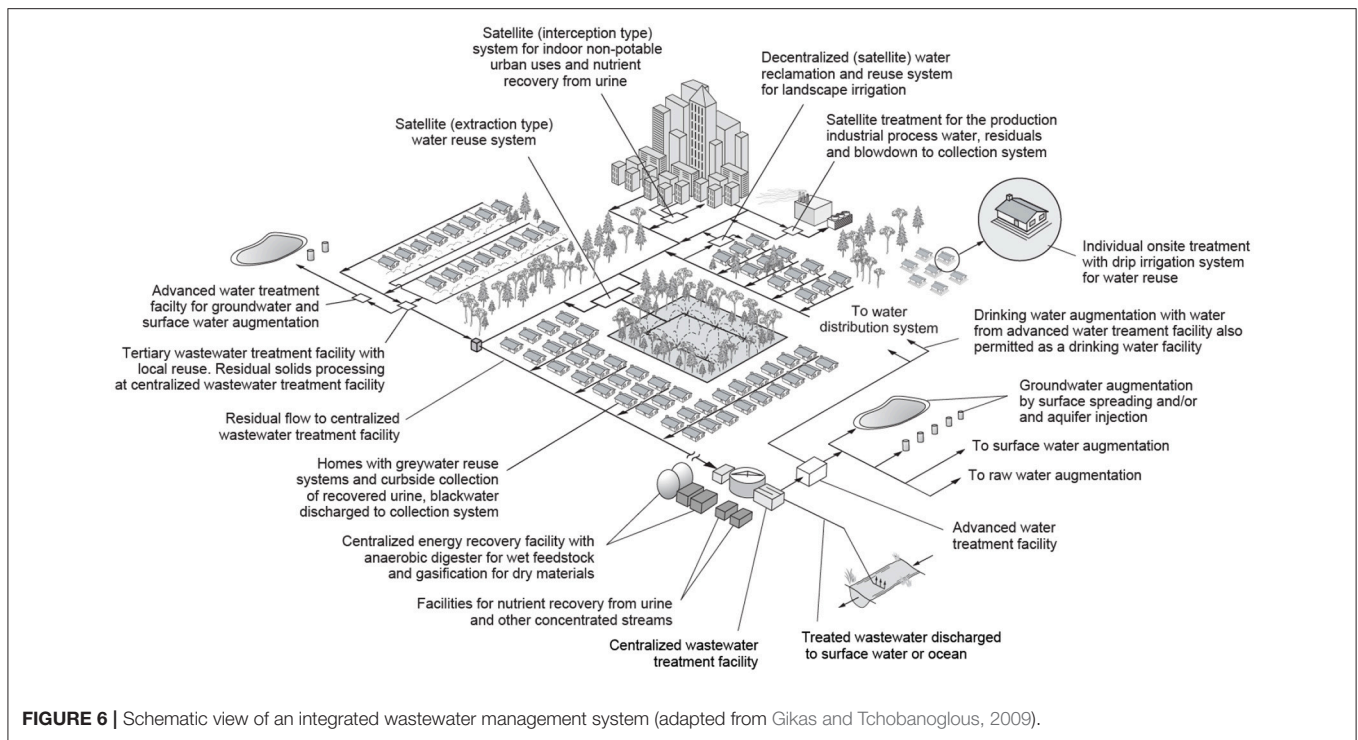 Satellite (interception type)
system for indoor non-potable
urban uses and nutrient
recovery from urine
Decentralized (satellite) water
reclamation and reuse system
for landscape irrigation
Satellite (extraction type)
water reuse system
Satellite treatment for the production
industrial process water, residuals
and blowdown to collection system
Individual onsite treatment
with drip irrigation system
for water reuse
Advanced water treatment
facilty for groundwater and
surface water augmentation
To water
distribution system
Drinking water augmentation with water
from advanced water treament facility also
permitted as a drinking water facility
Tertiary wastewater treatment facility with
local reuse. Residual solids processing
at centralized wastewater treatment facility
Groundwater augmentation
by surface spreading and/or
and aquifer injection
Residual flow to centralized
wastewater treatment facility
To surface water augmentation
To raw water augmentation
Homes with greywater reuse
systems and curbside collection
of recovered urine, blackwater
discharged to collection system
Advanced water
treatment facility
Centralized energy recovery facility with
anaerobic digester for wet feedstock
and gasification for dry materials
Facilities for nutrient recovery from urine
and other concentrated streams
Centralized wastewater
treatment facility
Treated wastewater discharged
to surface water or ocean
FIGURE 6 | Schematic view of an integrated wastewater management system (adapted from Gikas and Tchobanoglous, 2009).